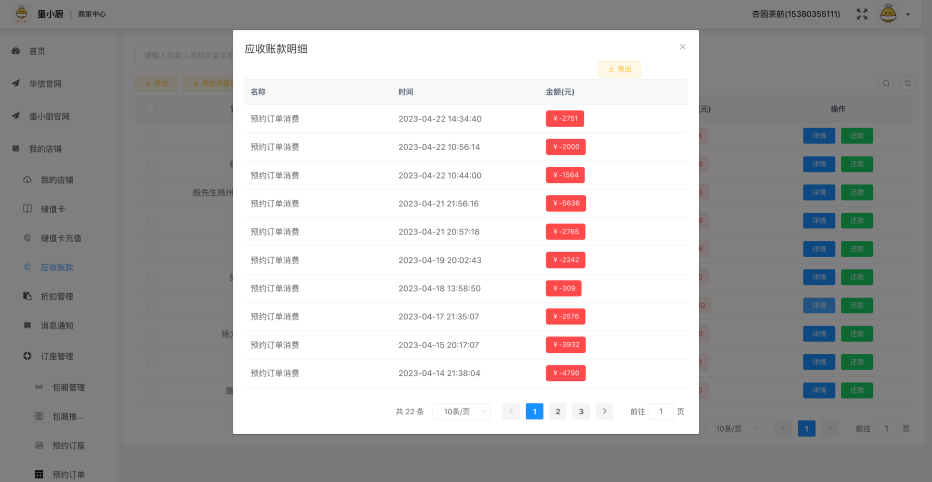 蛋小厨 | 商家中心
杏园茶舫(15380355111)
首页
华信官网
蛋小厨官网
我的店铺
我的店铺
储值卡
储值卡充值
应收账款
折扣管理
消息通知
订座管理
包厢管理
包厢推...
预约订座
预约订单
导出
操作
详情 还款
详情 还款
殷先生扬州
详情 还款
详情 还款
详情 还款
详情 还款
详情 还款
详情 还款
详情 还款
详情 还款
10条/页
1
前往 1 页
应收账款明细
导出
名称 时间 金额(元)
预约订单消费 2023-04-22 14:34:40 ¥ -2751
预约订单消费 2023-04-22 10:56:14 ¥ -2000
预约订单消费 2023-04-22 10:44:00 ¥ -1564
预约订单消费 2023-04-21 21:56:16 ¥ -5636
预约订单消费 2023-04-21 20:57:18 ¥ -2765
预约订单消费 2023-04-19 20:02:43 ¥ -2242
预约订单消费 2023-04-18 13:58:50 ¥ -309
预约订单消费 2023-04-17 21:35:07 ¥ -2576
预约订单消费 2023-04-15 20:17:07 ¥ -3932
预约订单消费 2023-04-14 21:38:04 ¥ -4790
共 22 条 10条/页 1 2 3 前往 1 页